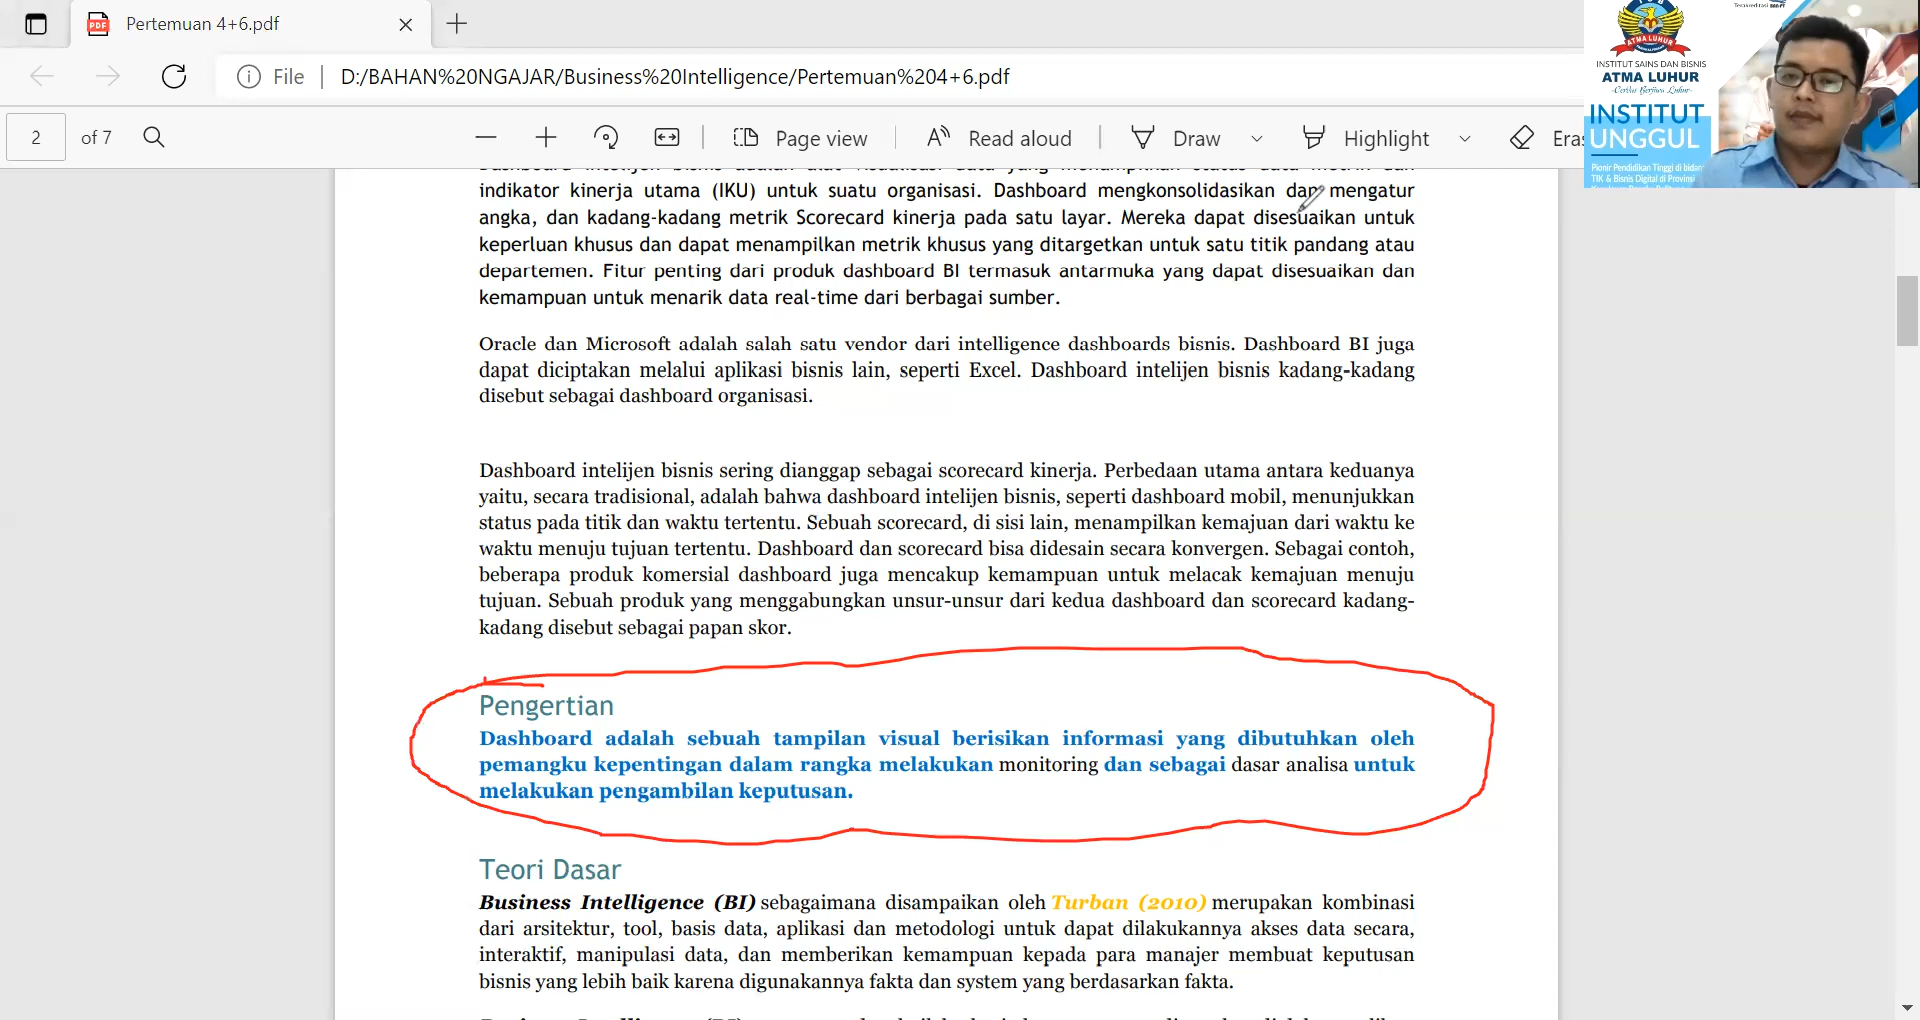 Pertemuan 4+6.pdf
File
D:/BAHAN%20NGAJAR/Business%20Intelligence/Pertemuan%204+6.pdf
2 of 7
Page view
Read aloud
Draw
Highlight
Eras
ATMA LUHUR
INSTITUT SAINS DAN BISNIS
ATMA LUHUR
-Cerdas Berjiwa Luhur-
INSTITUT
UNGGUL
Pionir Pendidikan Tinggi di bidang
TIK & Bisnis Digital di Provinsi
indikator kinerja utama (IKU) untuk suatu organisasi. Dashboard mengkonsolidasikan dan mengatur
angka, dan kadang-kadang metrik Scorecard kinerja pada satu layar. Mereka dapat disesuaikan untuk
keperluan khusus dan dapat menampilkan metrik khusus yang ditargetkan untuk satu titik pandang atau
departemen. Fitur penting dari produk dashboard BI termasuk antarmuka yang dapat disesuaikan dan
kemampuan untuk menarik data real-time dari berbagai sumber.
Oracle dan Microsoft adalah salah satu vendor dari intelligence dashboards bisnis. Dashboard BI juga
dapat diciptakan melalui aplikasi bisnis lain, seperti Excel. Dashboard intelijen bisnis kadang-kadang
disebut sebagai dashboard organisasi.
Dashboard intelijen bisnis sering dianggap sebagai scorecard kinerja. Perbedaan utama antara keduanya
yaitu, secara tradisional, adalah bahwa dashboard intelijen bisnis, seperti dashboard mobil, menunjukkan
status pada titik dan waktu tertentu. Sebuah scorecard, di sisi lain, menampilkan kemajuan dari waktu ke
waktu menuju tujuan tertentu. Dashboard dan scorecard bisa didesain secara konvergen. Sebagai contoh,
beberapa produk komersial dashboard juga mencakup kemampuan untuk melacak kemajuan menuju
tujuan. Sebuah produk yang menggabungkan unsur-unsur dari kedua dashboard dan scorecard kadang-
kadang disebut sebagai papan skor.
Pengertian
Dashboard adalah sebuah tampilan visual berisikan informasi yang dibutuhkan oleh
pemangku kepentingan dalam rangka melakukan monitoring dan sebagai dasar analisa untuk
melakukan pengambilan keputusan.
Teori Dasar
Business Intelligence (BI) sebagaimana disampaikan oleh Turban (2010) merupakan kombinasi
dari arsitektur, tool, basis data, aplikasi dan metodologi untuk dapat dilakukannya akses data secara,
interaktif, manipulasi data, dan memberikan kemampuan kepada para manajer membuat keputusan
bisnis yang lebih baik karena digunakannya fakta dan system yang berdasarkan fakta.